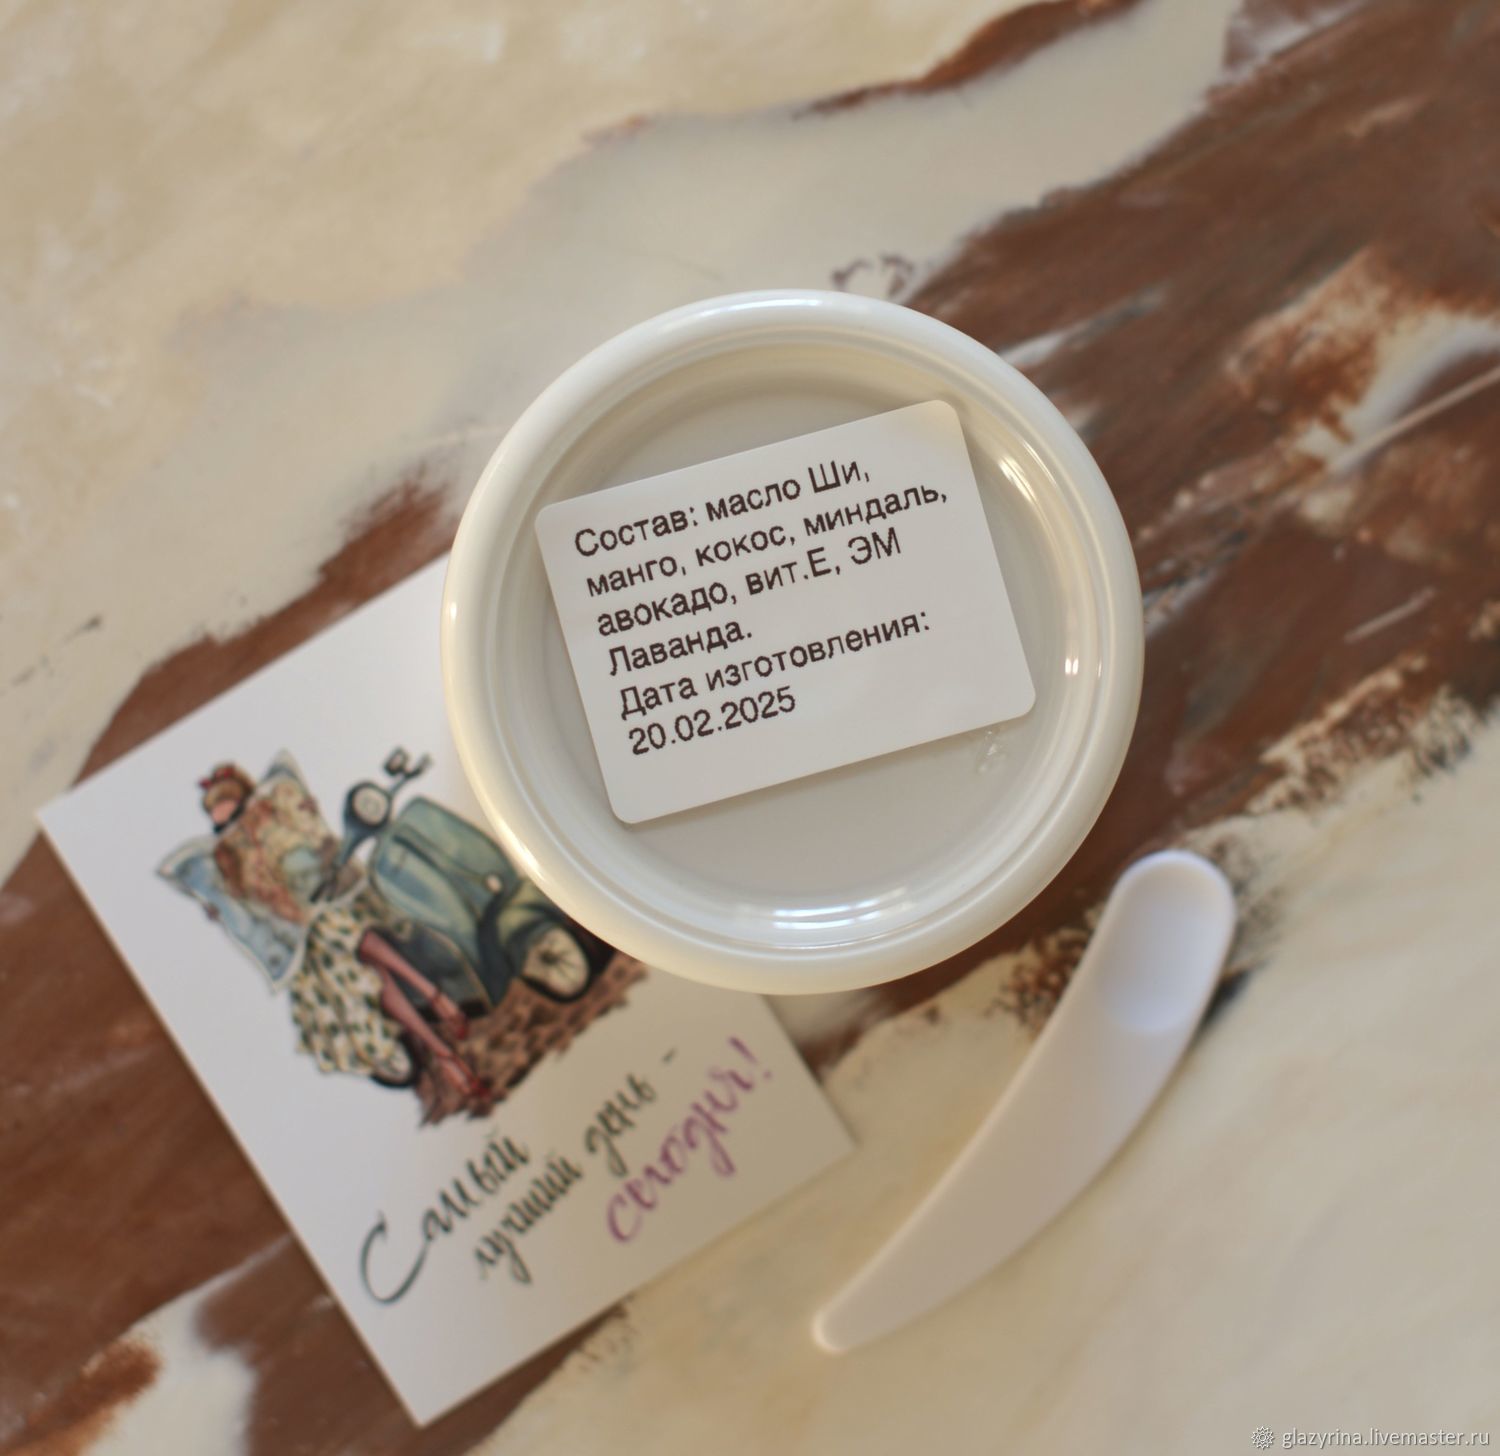 Состав: масло Ши,
манго, кокос, миндаль,
авокадо, вит.Е, ЭМ
Лаванда.
Дата изготовления:
20.02.2025
Самый
лучший день -
сегодня!
glazyrina.livemaster.ru